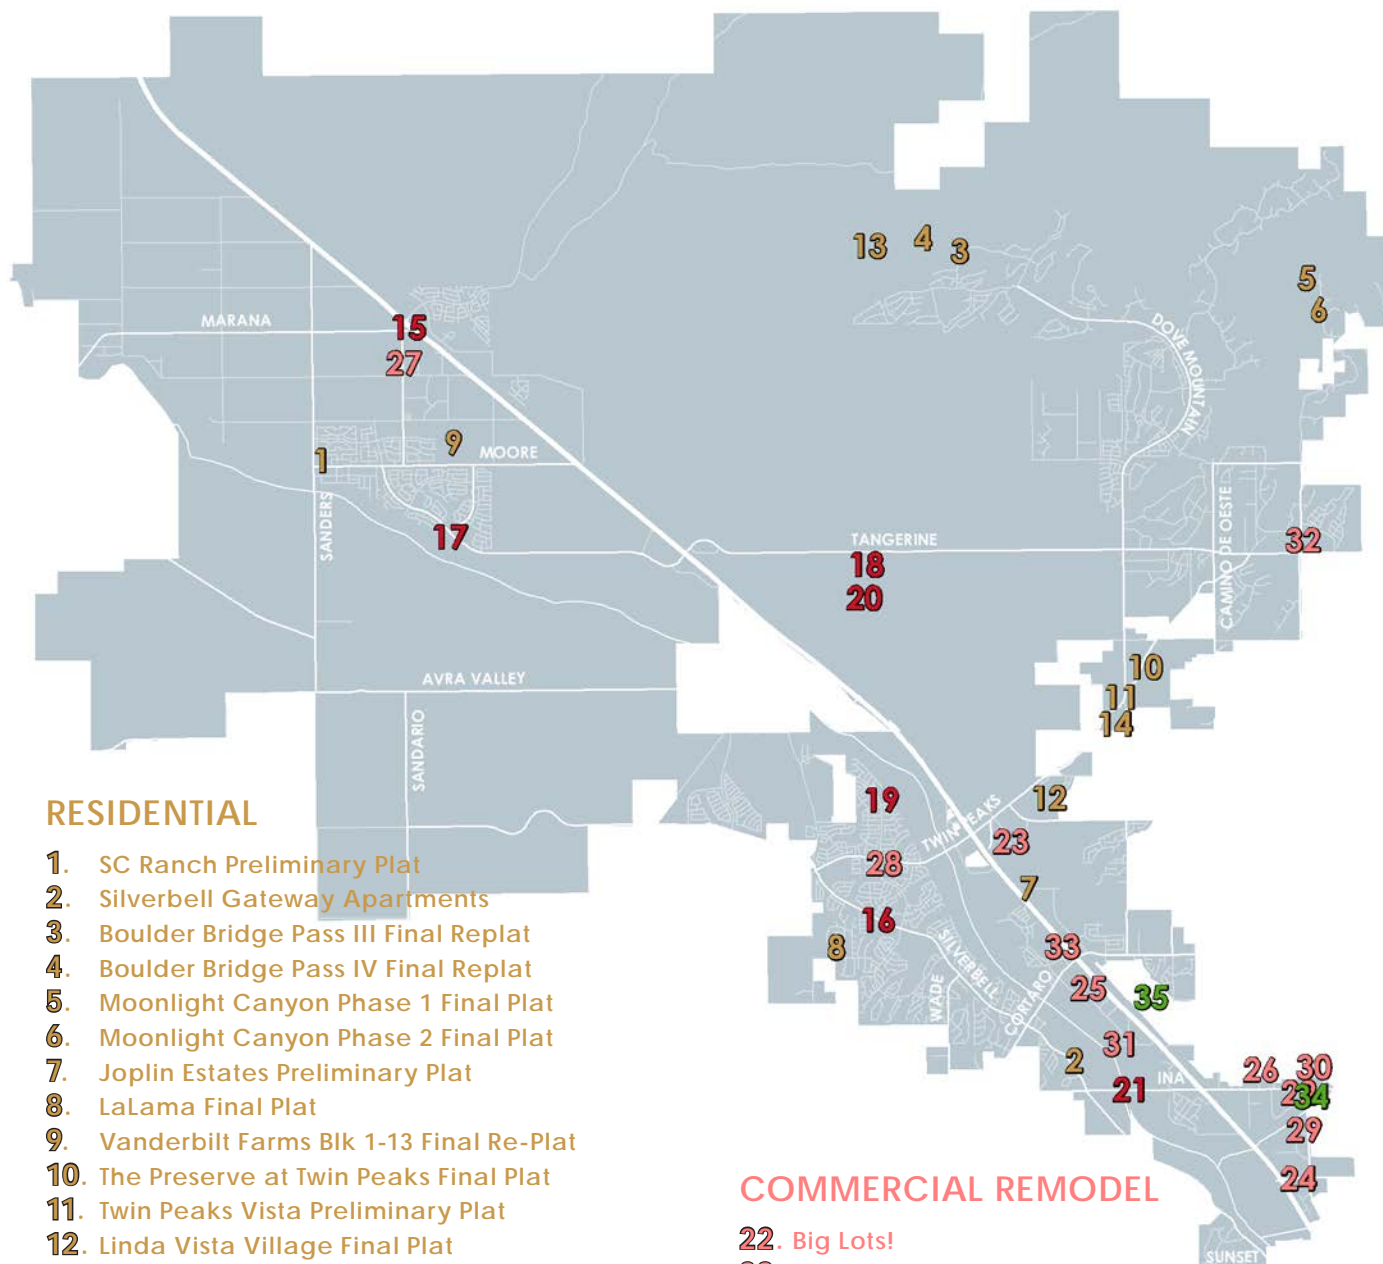 13 4 3
5
6
MARANA
15
27
DOVE MOUNTAIN
9
MOORE
1
SANDERS
17
TANGERINE
CAMINO DE OESTE
32
18
20
10
11
14
AVRA VALLEY
SANDARIO
19
TWIN PEAKS
12
23
28
7
16
8
33
SILVERBELL
WADE
CORTARO
25
35
31
2
26
30
INA
21
34
29
24
SUNSET
RESIDENTIAL
1. SC Ranch Preliminary Plat
2. Silverbell Gateway Apartments
3. Boulder Bridge Pass III Final Replat
4. Boulder Bridge Pass IV Final Replat
5. Moonlight Canyon Phase 1 Final Plat
6. Moonlight Canyon Phase 2 Final Plat
7. Joplin Estates Preliminary Plat
8. LaLama Final Plat
9. Vanderbilt Farms Blk 1-13 Final Re-Plat
10. The Preserve at Twin Peaks Final Plat
11. Twin Peaks Vista Preliminary Plat
12. Linda Vista Village Final Plat
COMMERCIAL REMODEL
22. Big Lots!